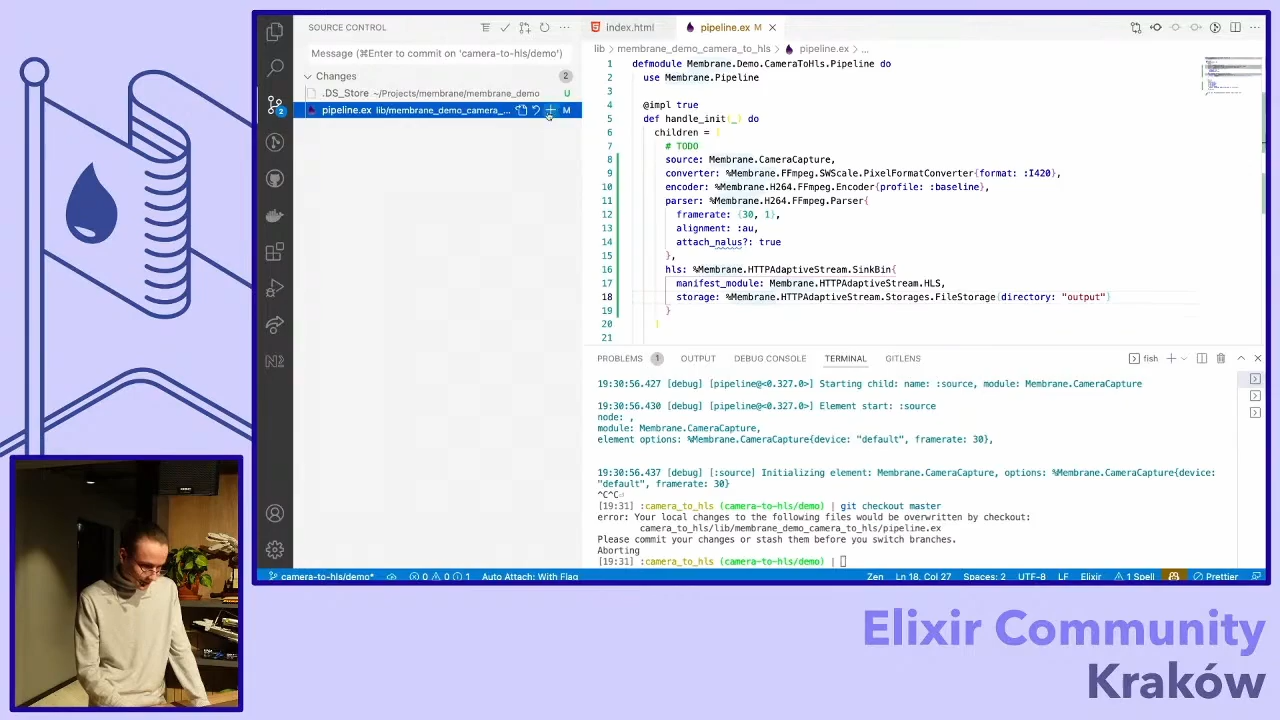 SOURCE CONTROL
Message (⌘Enter to commit on 'camera-to-hls/demo')
Changes
2
.DS_Store ~/Projects/membrane/membrane_demo
U
pipeline.ex lib/membrane_demo_camera_...
M
2
index.html
pipeline.ex M
lib > membrane_demo_camera_to_hls > pipeline.ex > ...
1 defmodule Membrane.Demo.CameraToHls.Pipeline do
2 use Membrane.Pipeline
3
4 @impl true
5 def handle_init(_) do
6 children = [
7 # TODO
8 source: Membrane.CameraCapture,
9 converter: %Membrane.FFmpeg.SWScale.PixelFormatConverter{format: :I420},
10 encoder: %Membrane.H264.FFmpeg.Encoder{profile: :baseline},
11 parser: %Membrane.H264.FFmpeg.Parser{
12 framerate: {30, 1},
13 alignment: :au,
14 attach_nalus?: true
15 },
16 hls: %Membrane.HTTPAdaptiveStream.SinkBin{
17 manifest_module: Membrane.HTTPAdaptiveStream.HLS,
18 storage: %Membrane.HTTPAdaptiveStream.Storages.FileStorage{directory: "output"}
19 }
20 ]
21
PROBLEMS 1 OUTPUT DEBUG CONSOLE TERMINAL GITLENS
fish
19:30:56.427 [debug] [pipeline@<0.327.0>] Starting child: name: :source, module: Membrane.CameraCapture
19:30:56.430 [debug] [pipeline@<0.327.0>] Element start: :source
node: ,
module: Membrane.CameraCapture,
element options: %Membrane.CameraCapture{device: "default", framerate: 30},
19:30:56.437 [debug] [:source] Initializing element: Membrane.CameraCapture, options: %Membrane.CameraCapture{device:
"default", framerate: 30}
^C^C⏎
[19:31] :camera_to_hls (camera-to-hls/demo) | git checkout master
error: Your local changes to the following files would be overwritten by checkout:
camera_to_hls/lib/membrane_demo_camera_to_hls/pipeline.ex
Please commit your changes or stash them before you switch branches.
Aborting
[19:31] :camera_to_hls (camera-to-hls/demo) |
camera-to-hls/demo* 0 0 1 Auto Attach: With Flag
Zen Ln 18, Col 27 Spaces: 2 UTF-8 LF Elixir 1 Spell Prettier
Elixir Community
Kraków